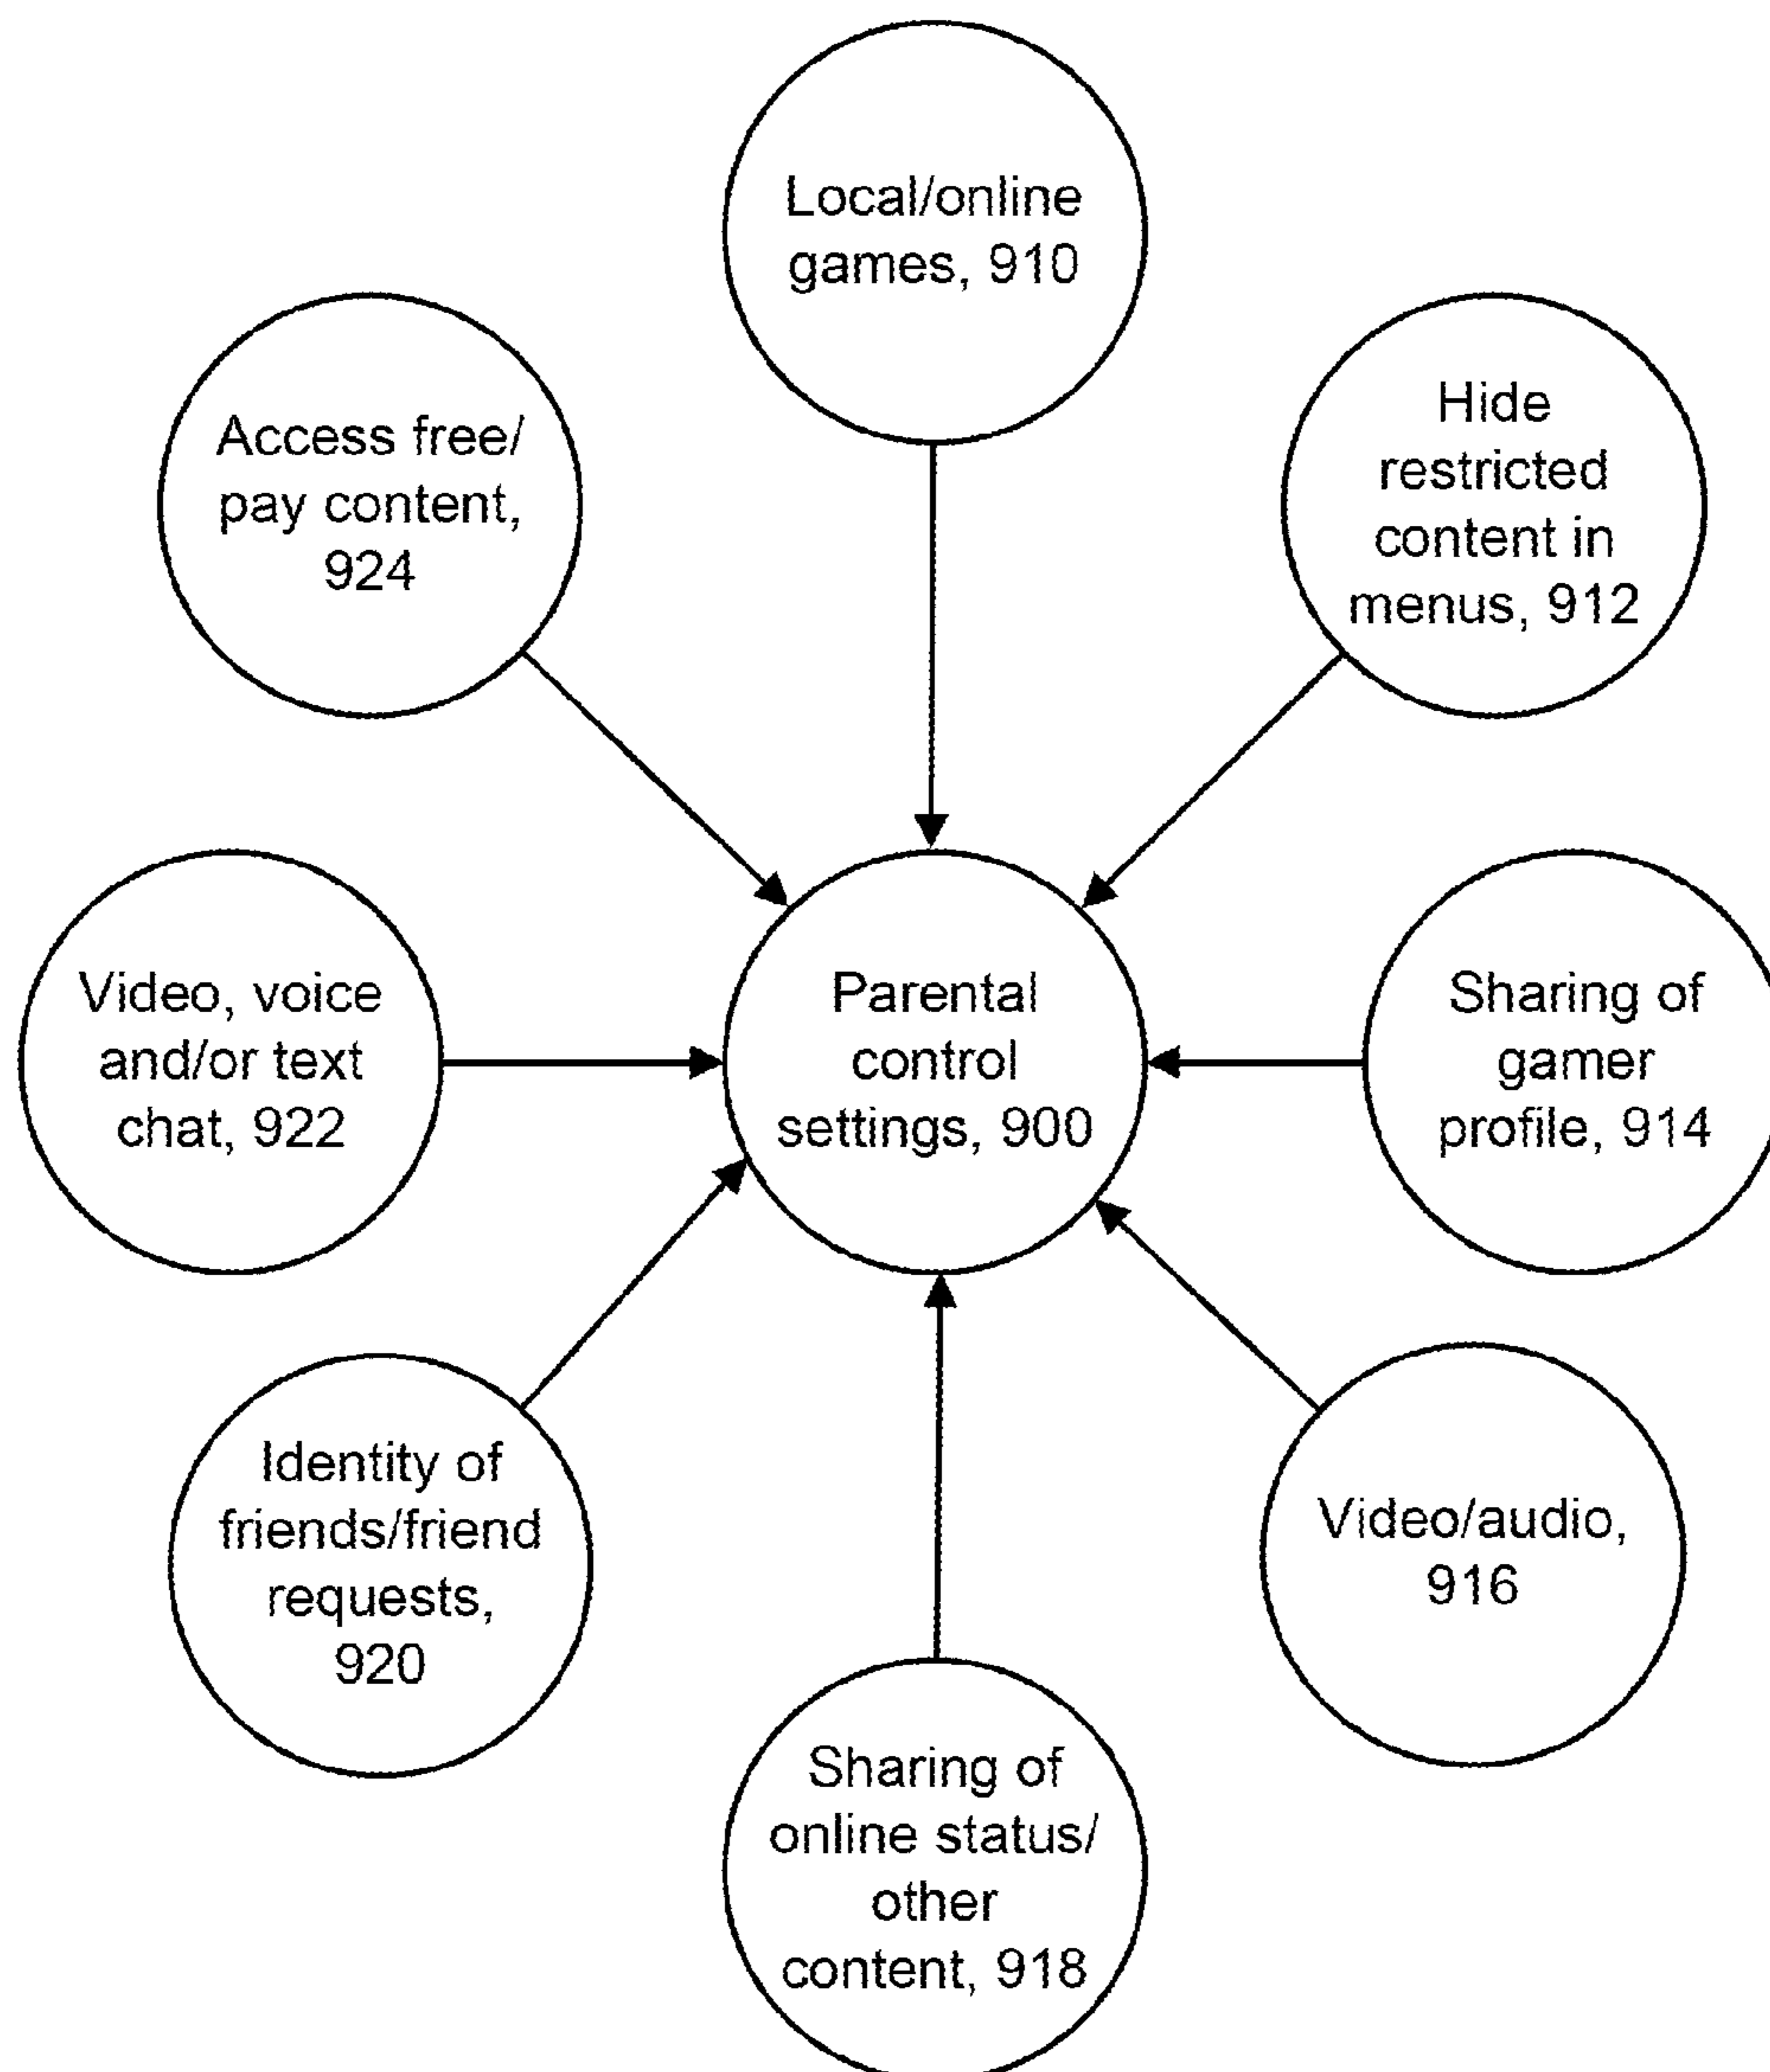 Local/online
games, 910
Access free/
pay content,
924
Hide
restricted
content in
menus, 912
Video, voice
and/or text
chat, 922
Parental
control
settings, 900
Sharing of
gamer
profile, 914
Identity of
friends/friend
requests,
920
Video/audio,
916
Sharing of
online status/
other
content, 918